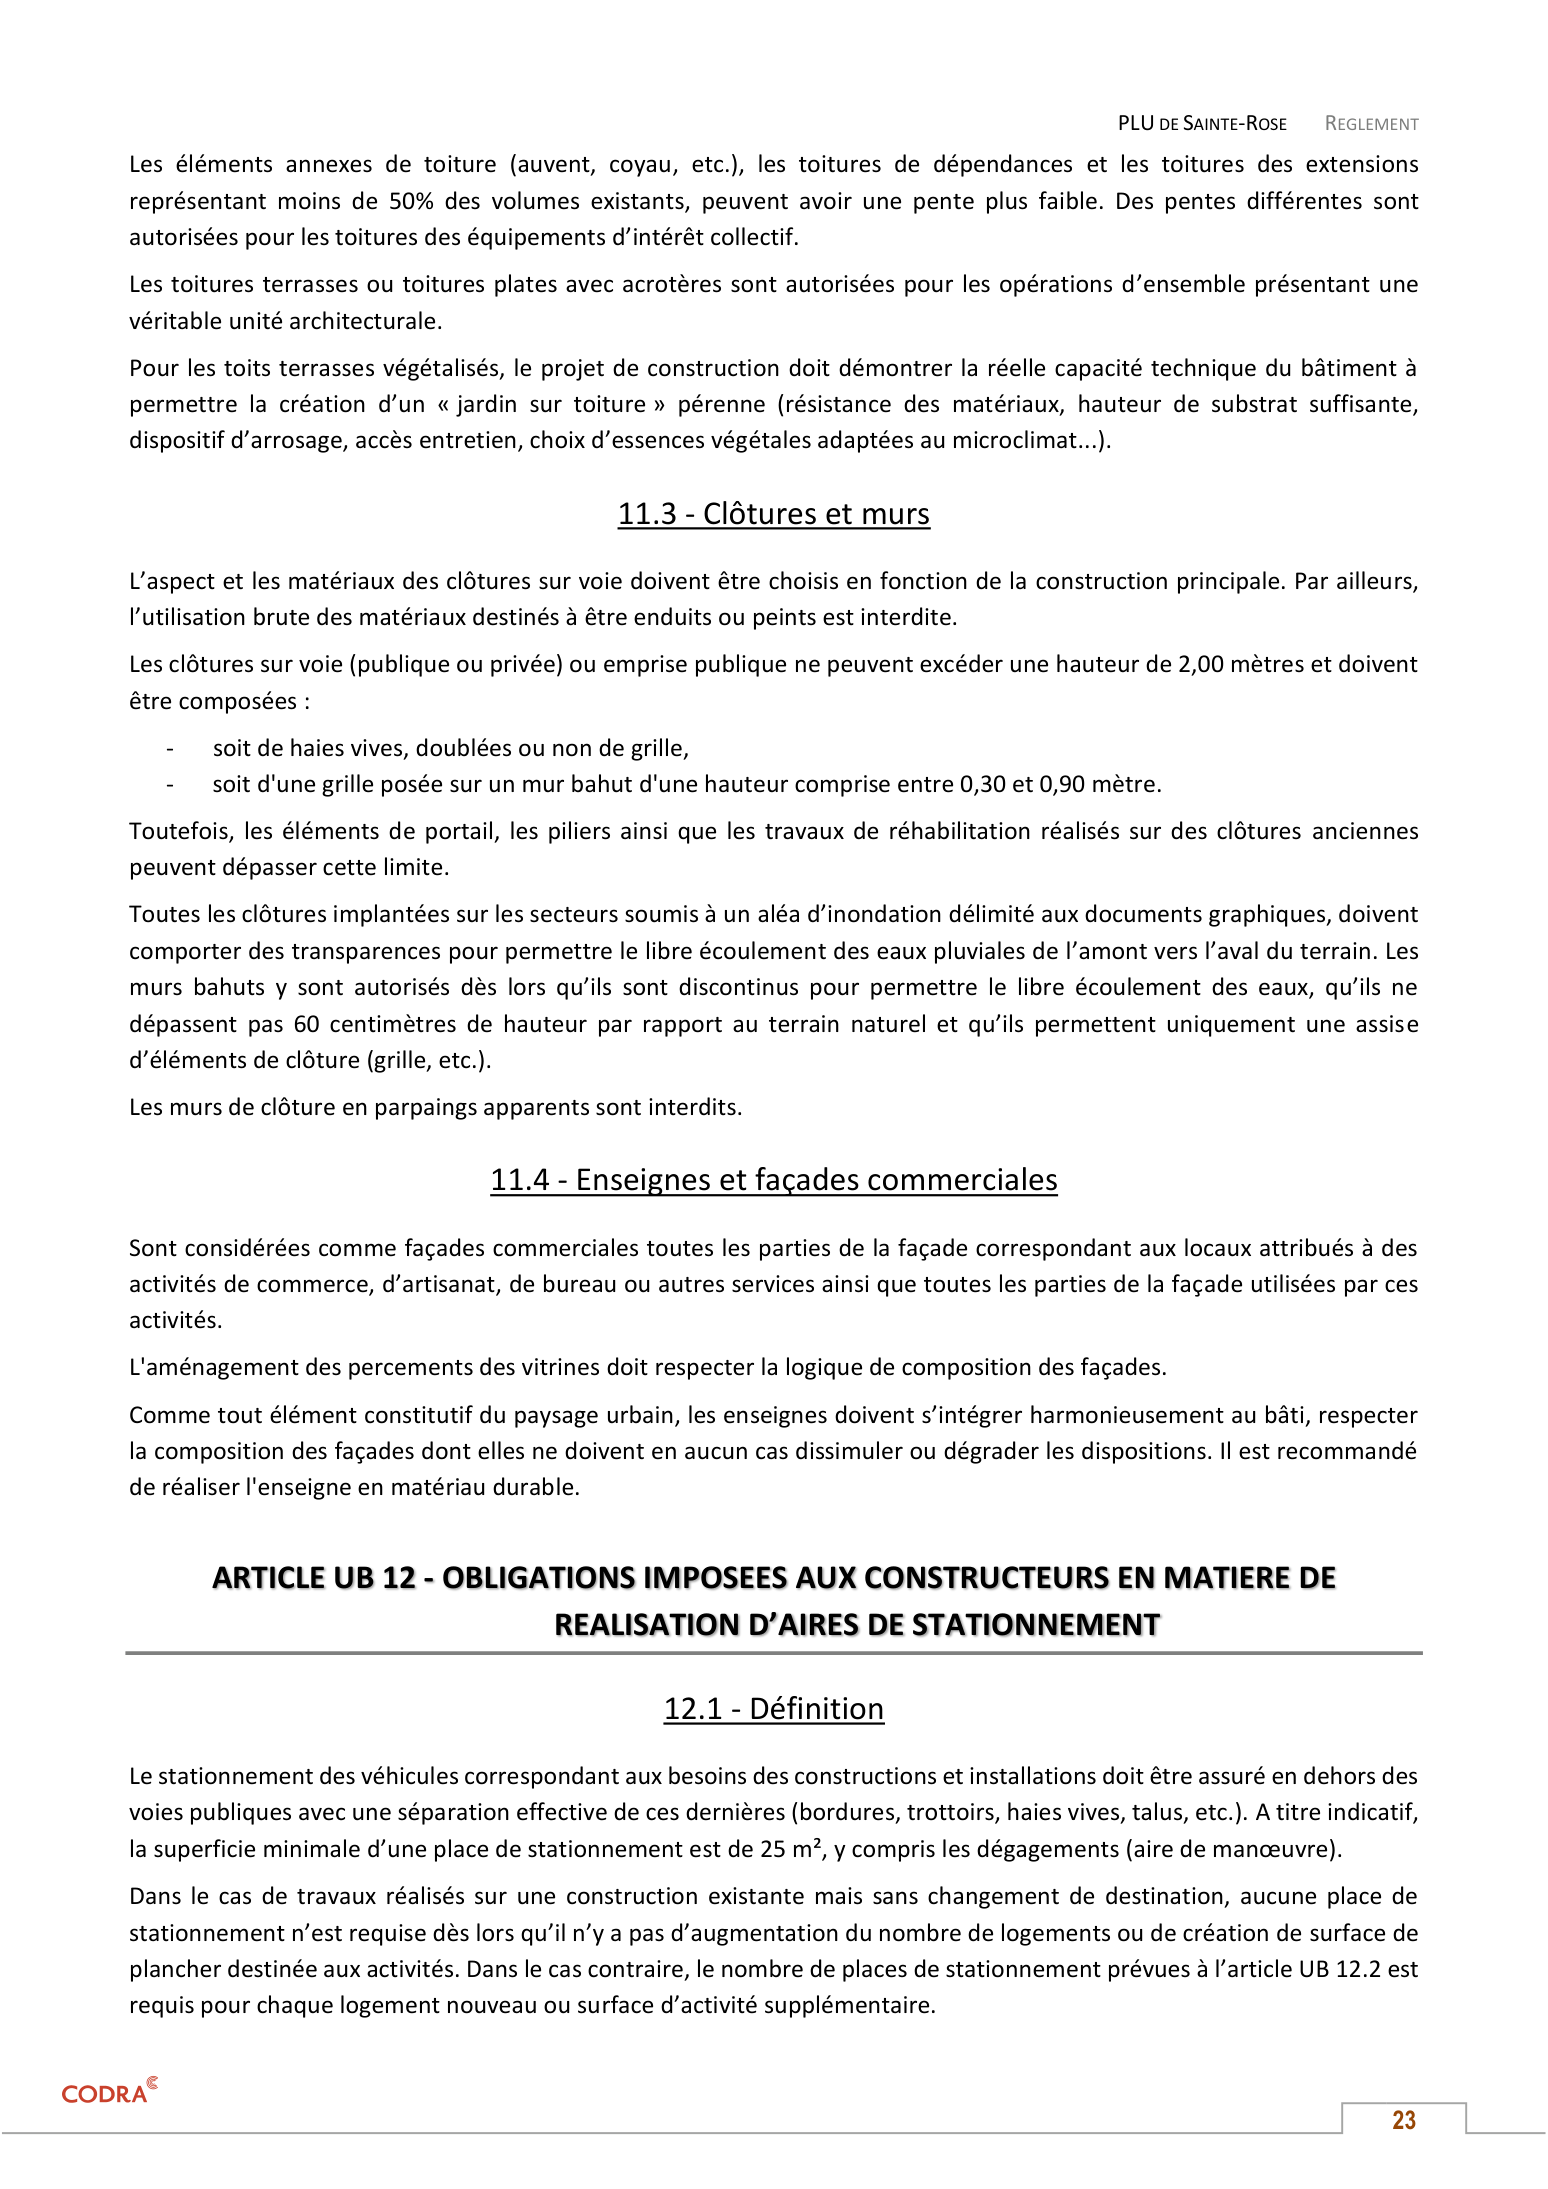 PLU DE SAINTE-ROSE REGLEMENT
Les éléments annexes de toiture (auvent, coyau, etc.), les toitures de dépendances et les toitures des extensions
représentant moins de 50% des volumes existants, peuvent avoir une pente plus faible. Des pentes différentes sont
autorisées pour les toitures des équipements d’intérêt collectif.
Les toitures terrasses ou toitures plates avec acrotères sont autorisées pour les opérations d’ensemble présentant une
véritable unité architecturale.
Pour les toits terrasses végétalisés, le projet de construction doit démontrer la réelle capacité technique du bâtiment à
permettre la création d’un « jardin sur toiture » pérenne (résistance des matériaux, hauteur de substrat suffisante,
dispositif d’arrosage, accès entretien, choix d’essences végétales adaptées au microclimat...).
11.3 - Clôtures et murs
L’aspect et les matériaux des clôtures sur voie doivent être choisis en fonction de la construction principale. Par ailleurs,
l’utilisation brute des matériaux destinés à être enduits ou peints est interdite.
Les clôtures sur voie (publique ou privée) ou emprise publique ne peuvent excéder une hauteur de 2,00 mètres et doivent
être composées :
- soit de haies vives, doublées ou non de grille,
- soit d'une grille posée sur un mur bahut d'une hauteur comprise entre 0,30 et 0,90 mètre.
Toutefois, les éléments de portail, les piliers ainsi que les travaux de réhabilitation réalisés sur des clôtures anciennes
peuvent dépasser cette limite.
Toutes les clôtures implantées sur les secteurs soumis à un aléa d’inondation délimité aux documents graphiques, doivent
comporter des transparences pour permettre le libre écoulement des eaux pluviales de l’amont vers l’aval du terrain. Les
murs bahuts y sont autorisés dès lors qu’ils sont discontinus pour permettre le libre écoulement des eaux, qu’ils ne
dépassent pas 60 centimètres de hauteur par rapport au terrain naturel et qu’ils permettent uniquement une assise
d’éléments de clôture (grille, etc.).
Les murs de clôture en parpaings apparents sont interdits.
11.4 - Enseignes et façades commerciales
Sont considérées comme façades commerciales toutes les parties de la façade correspondant aux locaux attribués à des
activités de commerce, d’artisanat, de bureau ou autres services ainsi que toutes les parties de la façade utilisées par ces
activités.
L'aménagement des percements des vitrines doit respecter la logique de composition des façades.
Comme tout élément constitutif du paysage urbain, les enseignes doivent s’intégrer harmonieusement au bâti, respecter
la composition des façades dont elles ne doivent en aucun cas dissimuler ou dégrader les dispositions. Il est recommandé
de réaliser l'enseigne en matériau durable.
ARTICLE UB 12 - OBLIGATIONS IMPOSEES AUX CONSTRUCTEURS EN MATIERE DE
REALISATION D’AIRES DE STATIONNEMENT
12.1 - Définition
Le stationnement des véhicules correspondant aux besoins des constructions et installations doit être assuré en dehors des
voies publiques avec une séparation effective de ces dernières (bordures, trottoirs, haies vives, talus, etc.). A titre indicatif,
la superficie minimale d’une place de stationnement est de 25 m², y compris les dégagements (aire de manœuvre).
Dans le cas de travaux réalisés sur une construction existante mais sans changement de destination, aucune place de
stationnement n’est requise dès lors qu’il n’y a pas d’augmentation du nombre de logements ou de création de surface de
plancher destinée aux activités. Dans le cas contraire, le nombre de places de stationnement prévues à l’article UB 12.2 est
requis pour chaque logement nouveau ou surface d’activité supplémentaire.
CODRA
23